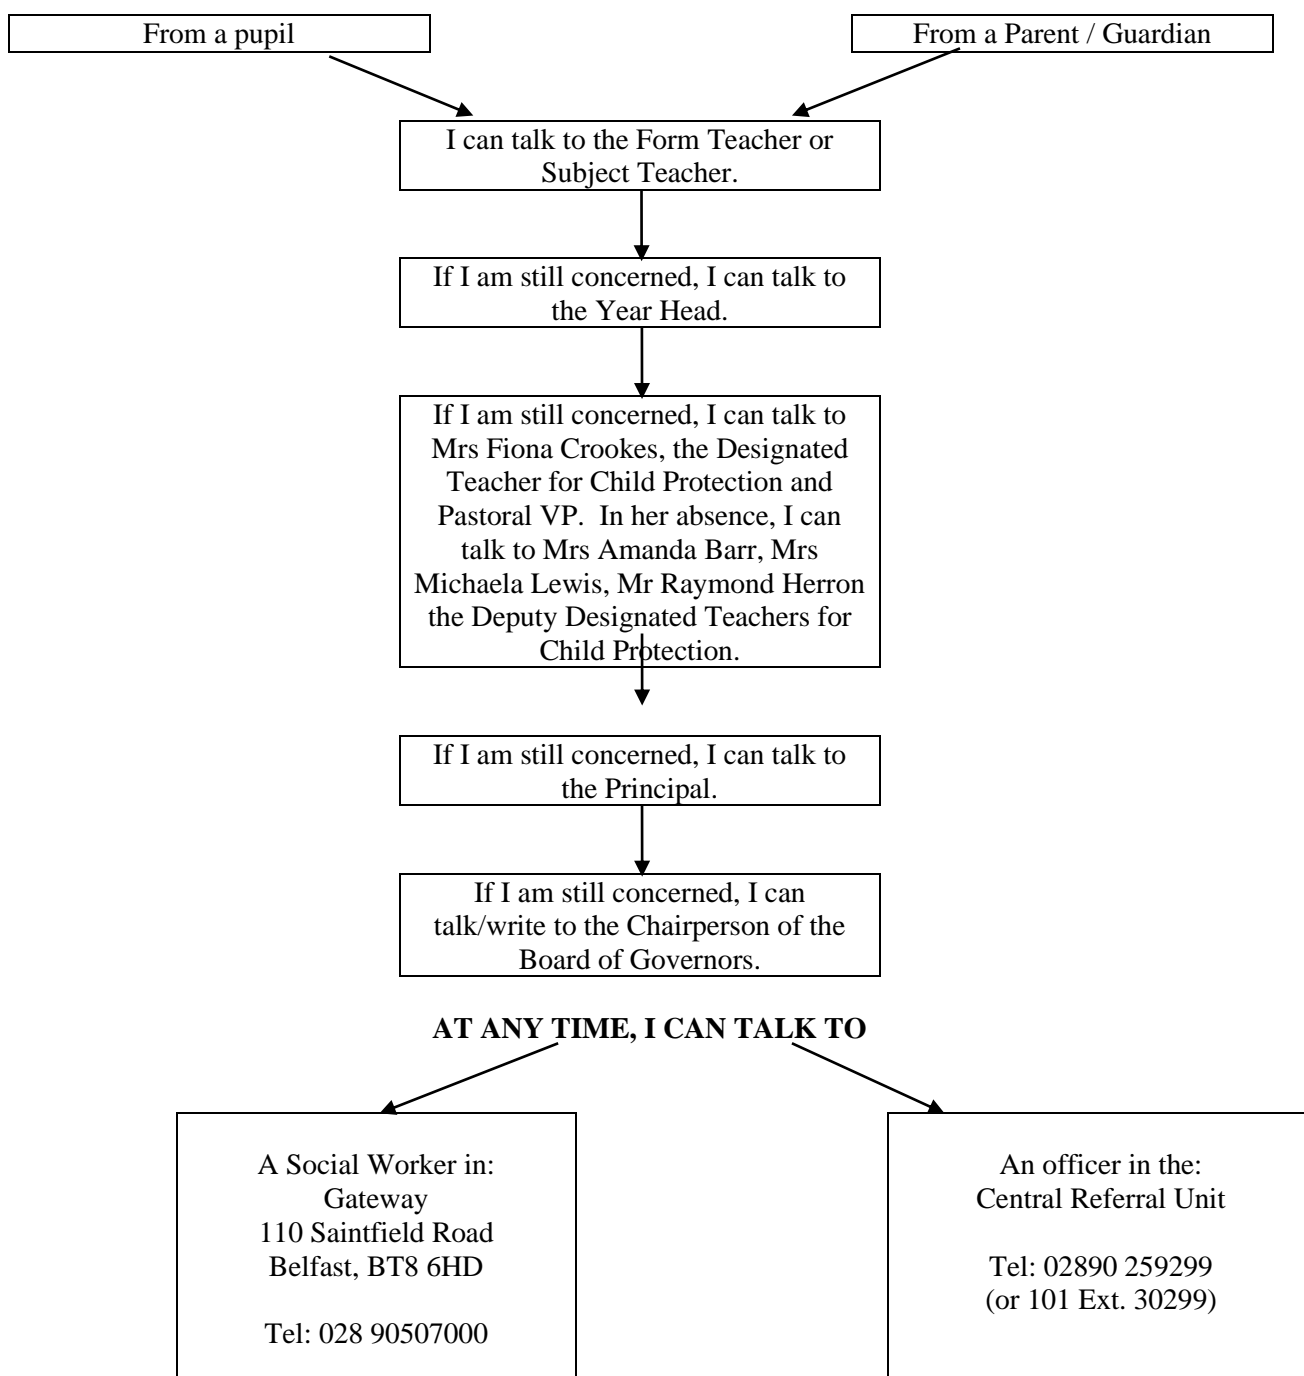 From a pupil
From a Parent / Guardian
I can talk to the Form Teacher or
Subject Teacher.
If I am still concerned, I can talk to
the Year Head.
If I am still concerned, I can talk to
Mrs Fiona Crookes, the Designated
Teacher for Child Protection and
Pastoral VP.  In her absence, I can
talk to Mrs Amanda Barr, Mrs
Michaela Lewis, Mr Raymond Herron
the Deputy Designated Teachers for
Child Protection.
If I am still concerned, I can talk to
the Principal.
If I am still concerned, I can
talk/write to the Chairperson of the
Board of Governors.
AT ANY TIME, I CAN TALK TO
A Social Worker in:
Gateway
110 Saintfield Road
Belfast, BT8 6HD
Tel: 028 90507000
An officer in the:
Central Referral Unit
Tel: 02890 259299
(or 101 Ext. 30299)